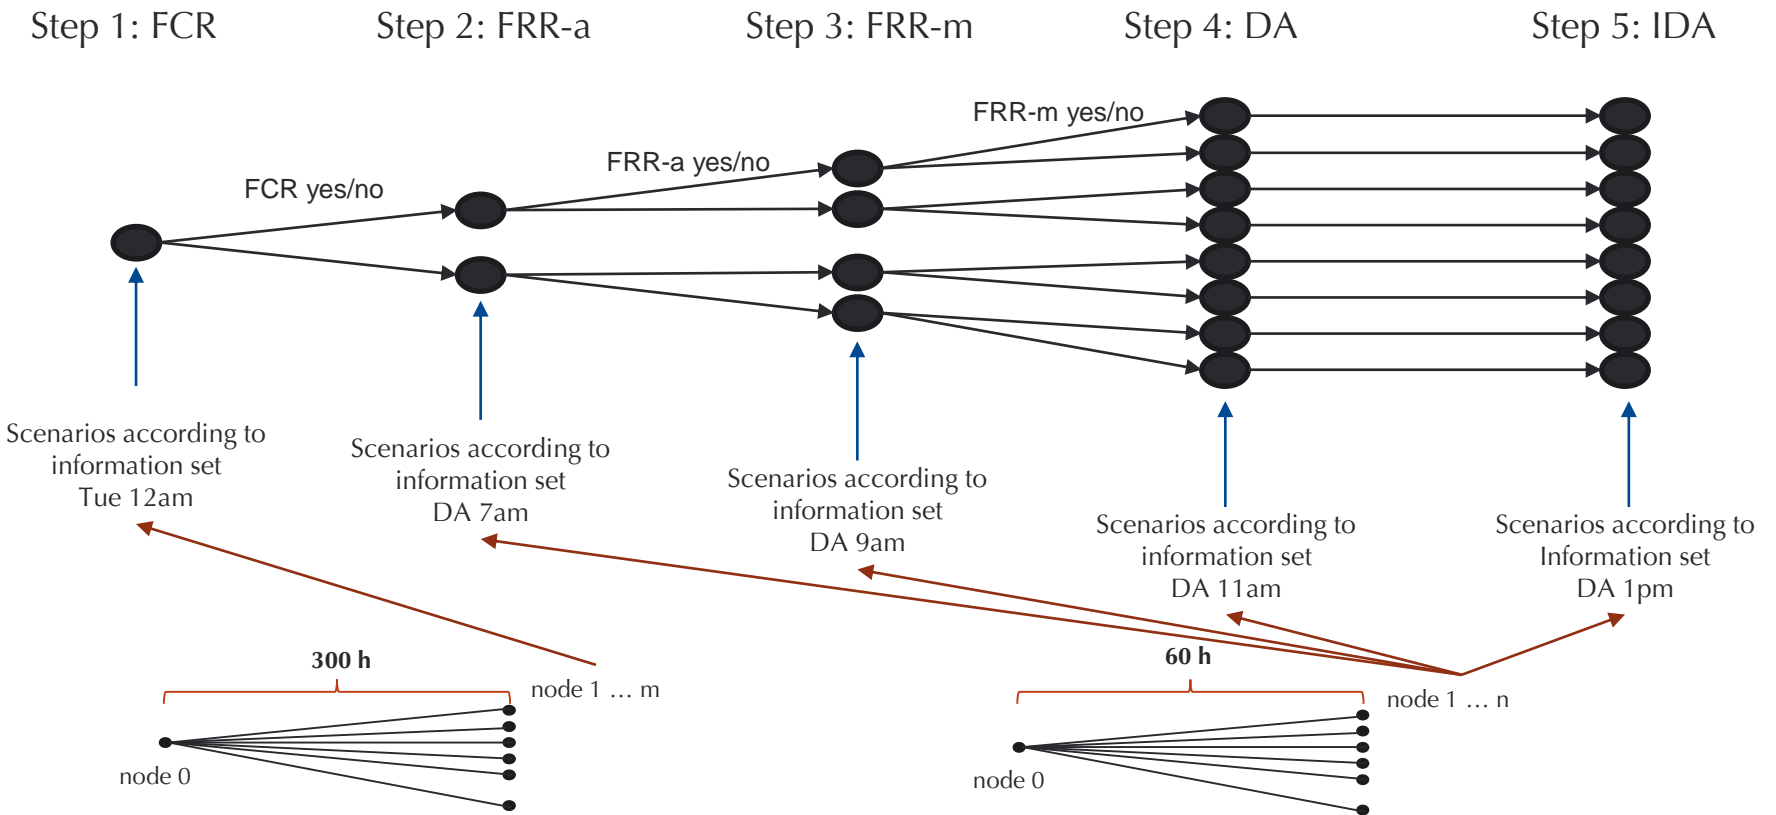 Step 1: FCR
Step 2: FRR-a
Step 3: FRR-m
Step 4: DA
Step 5: IDA
FCR yes/no
FRR-a yes/no
FRR-m yes/no
Scenarios according to
information set
Tue 12am
Scenarios according to
information set
DA 7am
Scenarios according to
information set
DA 9am
Scenarios according to
information set
DA 11am
Scenarios according to
Information set
DA 1pm
300 h
node 1 … m
node 0
60 h
node 1 … n
node 0